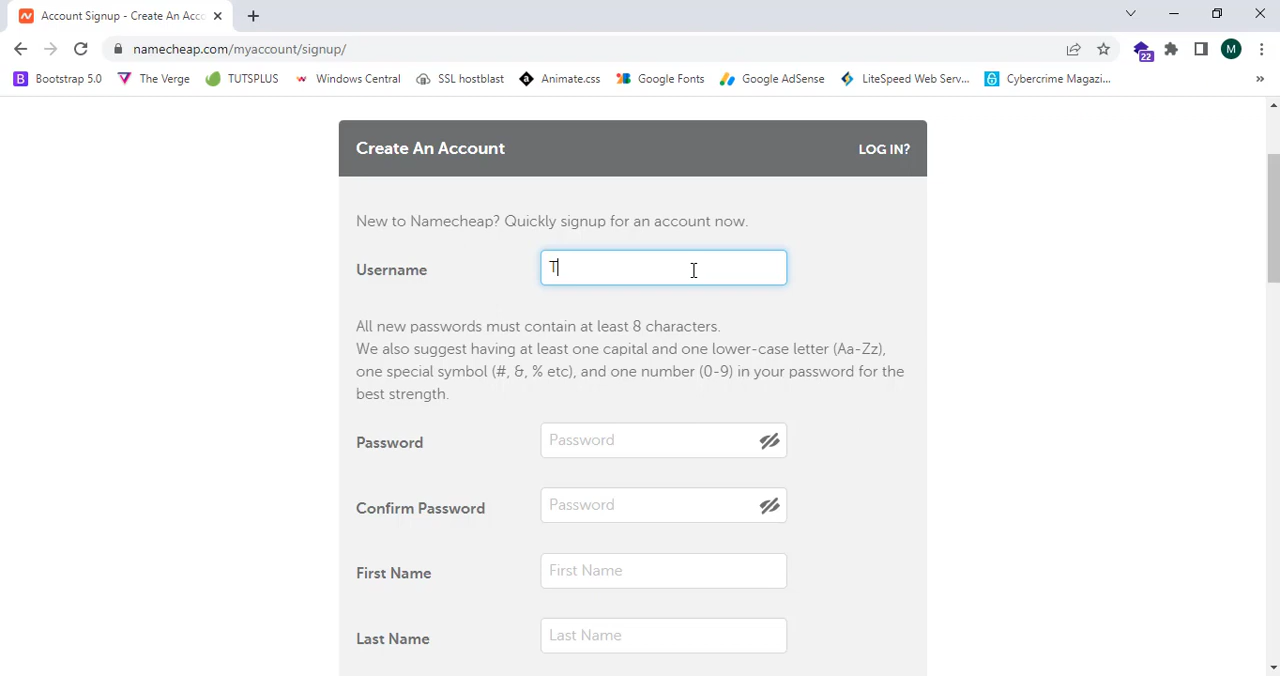 Account Signup - Create An Acc
namecheap.com/myaccount/signup/
22
M
B Bootstrap 5.0 The Verge TUTSPLUS Windows Central SSL hostblast Animate.css Google Fonts Google AdSense LiteSpeed Web Serv... Cybercrime Magazi... »
Create An Account LOG IN?
New to Namecheap? Quickly signup for an account now.
Username T
All new passwords must contain at least 8 characters.
We also suggest having at least one capital and one lower-case letter (Aa-Zz),
one special symbol (#, &, % etc), and one number (0-9) in your password for the
best strength.
Password Password
Confirm Password Password
First Name First Name
Last Name Last Name